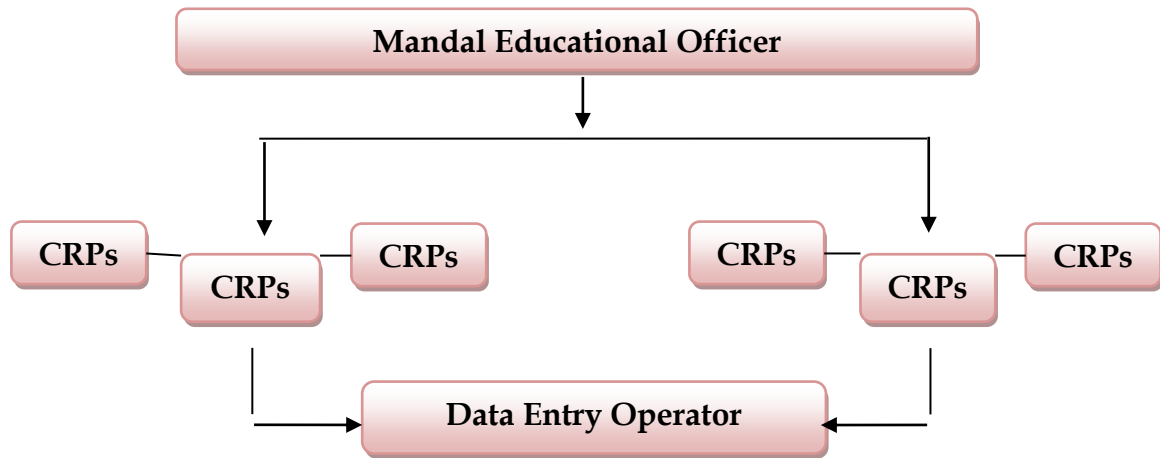 Mandal Educational Officer
CRPs
CRPs
CRPs
CRPs
CRPs
CRPs
Data Entry Operator